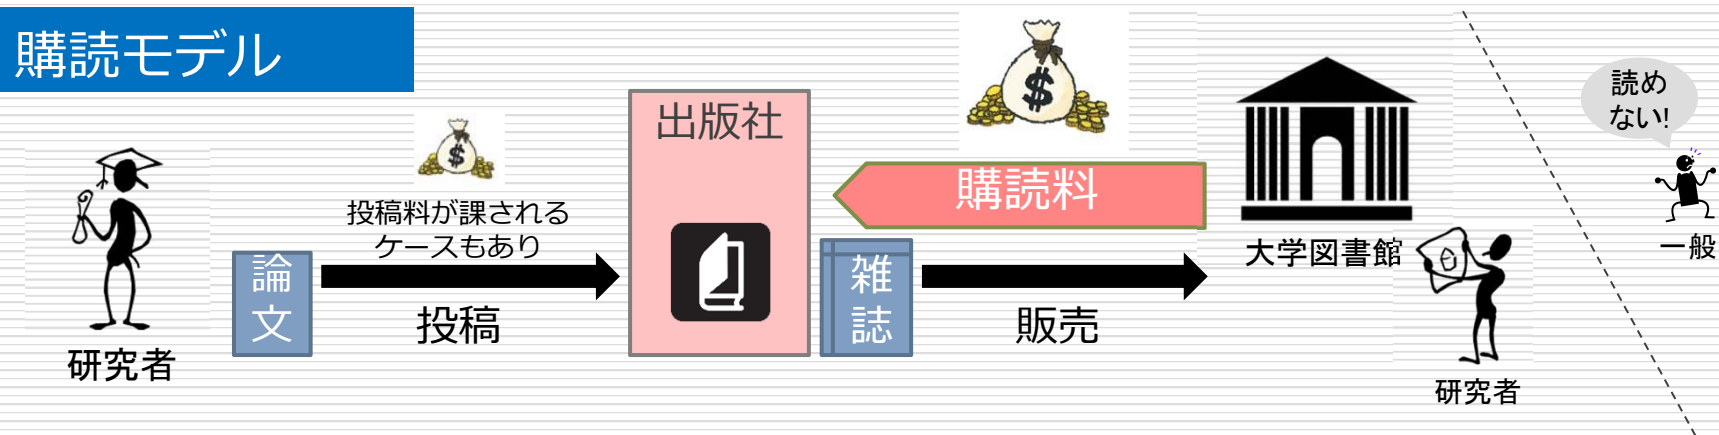 購読モデル
研究者
論
文
投稿料が課される
ケースもあり
投稿
出版社
購読料
雑
誌
販売
大学図書館
研究者
読め
ない!
一般